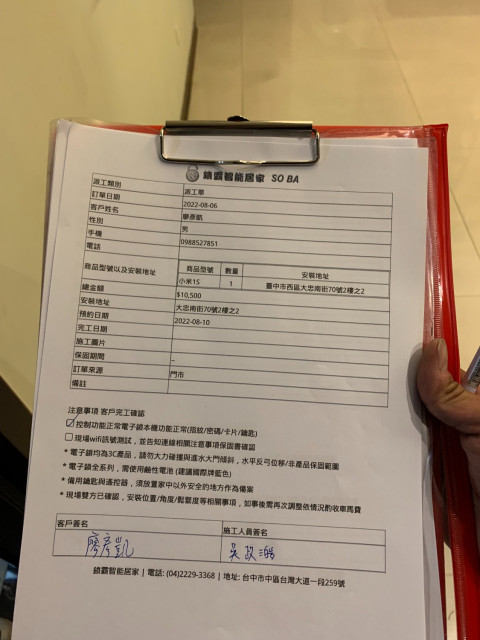 鎖霸智能居家 SO BA
派工類別 派工單
訂單日期 2022-08-06
客戶姓名 廖彥凱
性別 男
手機 0988527851
電話
商品型號以及安裝地址 商品型號 數量 安裝地址
小米1S 1 臺中市西區大忠南街70號2樓之2
總金額 $10,500
安裝地址 大忠南街70號2樓之2
預約日期 2022-08-10
完工日期
施工圖片
保固期間 _
訂單來源 門市
備註
注意事項 客戶完工確認
控制功能正常電子鎖本機功能正常(指紋/密碼/卡片/鑰匙)
現場wifi訊號測試，並告知連線相關注意事項保固書確認
* 電子鎖均為3C產品，請勿大力碰撞與進水大門傾斜，水平反弓位移/非產品保固範圍
* 電子鎖全系列，需使用鹼性電池 (建議國際牌藍色)
* 備用鑰匙與遙控器，須放置家中以外安全的地方作為備案
* 現場雙方已確認，安裝位置/角度/鬆緊度等相關事項，如事後需再次調整依情況酌收車馬費
客戶簽名 施工人員簽名
廖彥凱 吳
鎖霸智能居家 | 電話: (04)2229-3368 | 地址: 台中市中區台灣大道一段259號